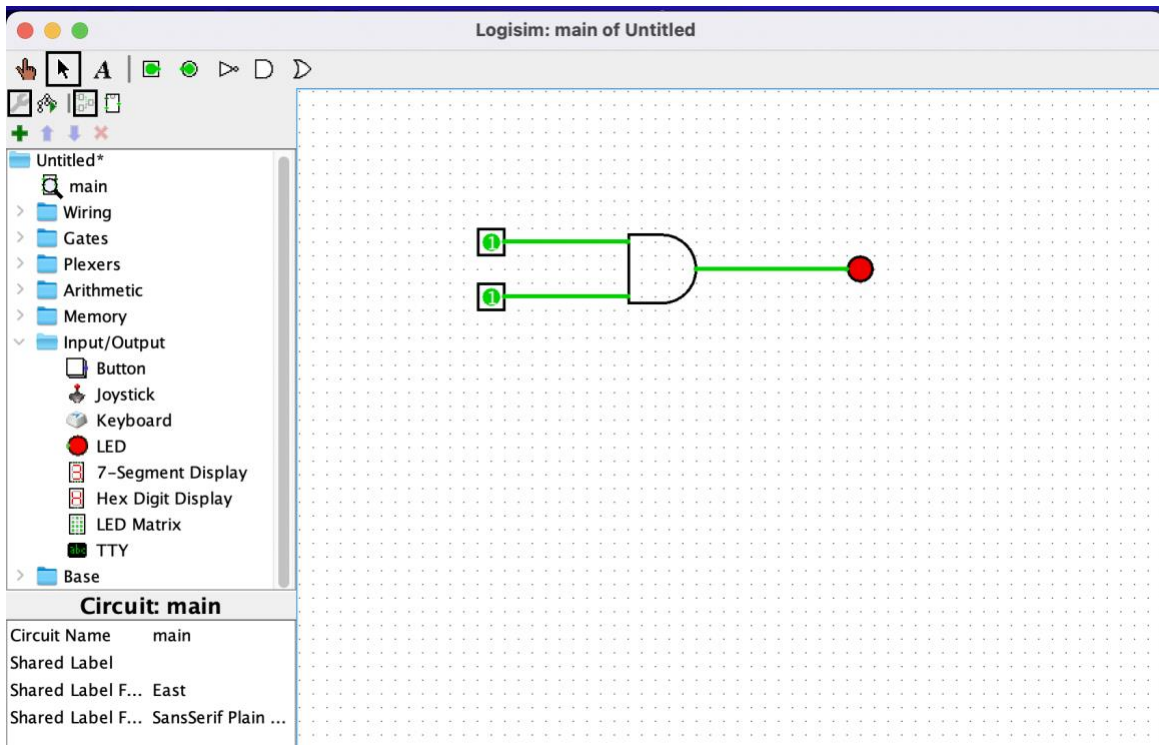 Logisim: main of Untitled
A
Untitled*
main
Wiring
Gates
Plexers
Arithmetic
Memory
Input/Output
Button
Joystick
Keyboard
LED
7-Segment Display
Hex Digit Display
LED Matrix
abc TTY
Base
Circuit: main
Circuit Name main
Shared Label
Shared Label F... East
Shared Label F... SansSerif Plain ...
1
1